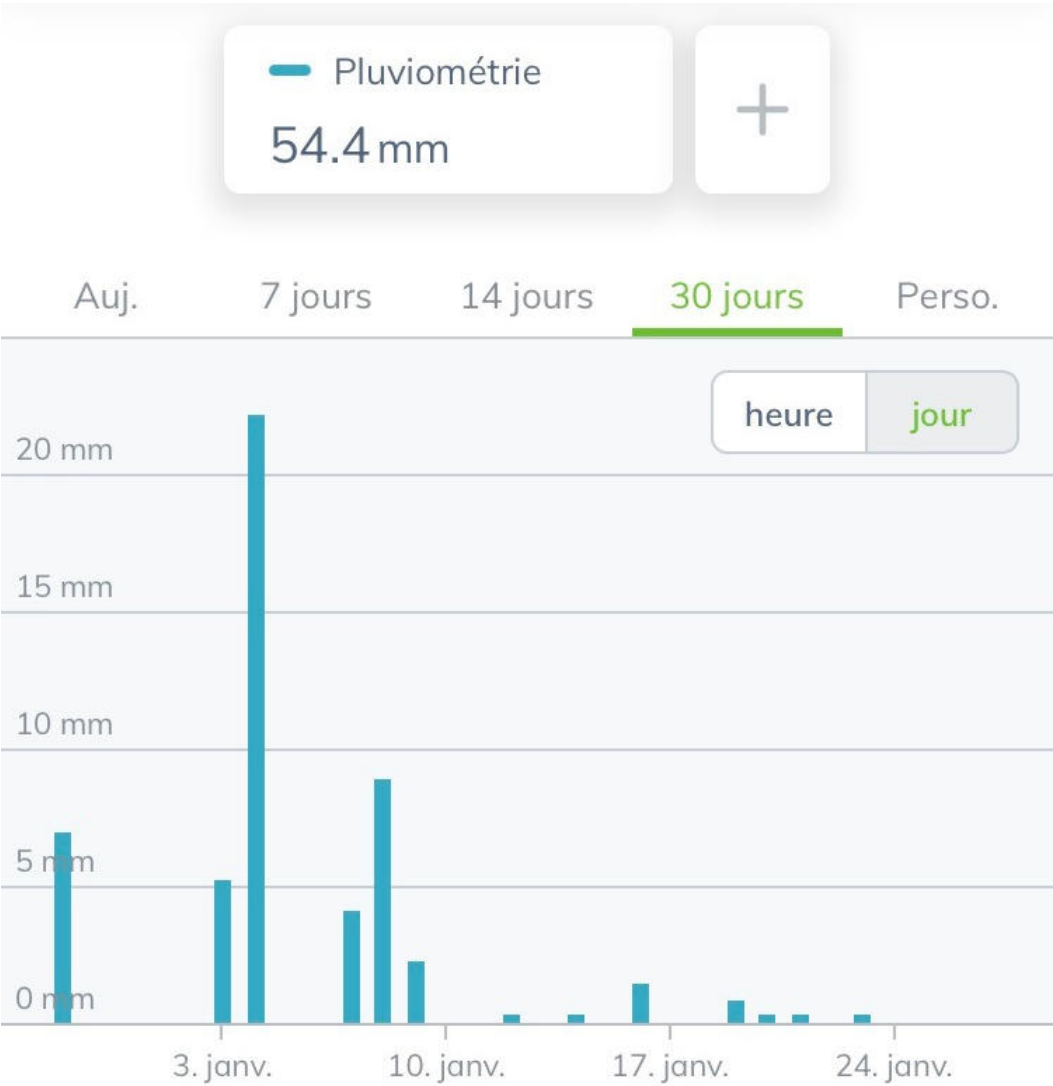 Pluviométrie
54.4 mm
Auj.
7 jours
14 jours
30 jours
Perso.
heure
jour
20 mm
15 mm
10 mm
5 mm
0 mm
3. janv.
10. janv.
17. janv.
24. janv.